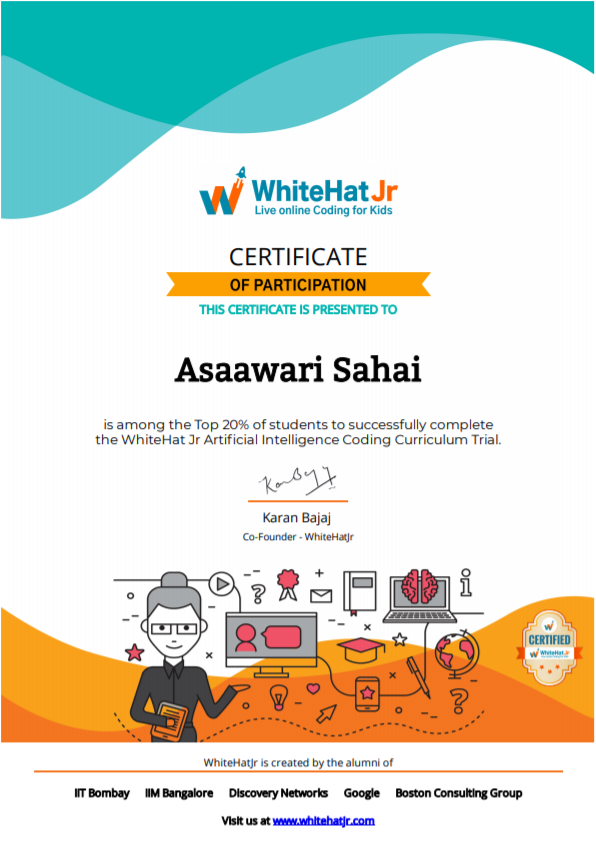 WhiteHat Jr
Live online Coding for Kids
CERTIFICATE
OF PARTICIPATION
THIS CERTIFICATE IS PRESENTED TO
Asaawari Sahai
is among the Top 20% of students to successfully complete
the WhiteHat Jr Artificial Intelligence Coding Curriculum Trial.
Karan Bajaj
Co-Founder - WhiteHatJr
CERTIFIED
WhiteHat Jr
WhiteHatJr is created by the alumni of
IIT Bombay IIM Bangalore Discovery Networks Google Boston Consulting Group
Visit us at www.whitehatjr.com